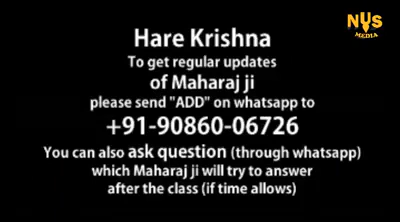 NVS
MEDIA
Hare Krishna
To get regular updates
of Maharaj ji
please send "ADD" on whatsapp to
+91-90860-06726
You can also ask question (through whatsapp)
which Maharaj ji will try to answer
after the class (if time allows)